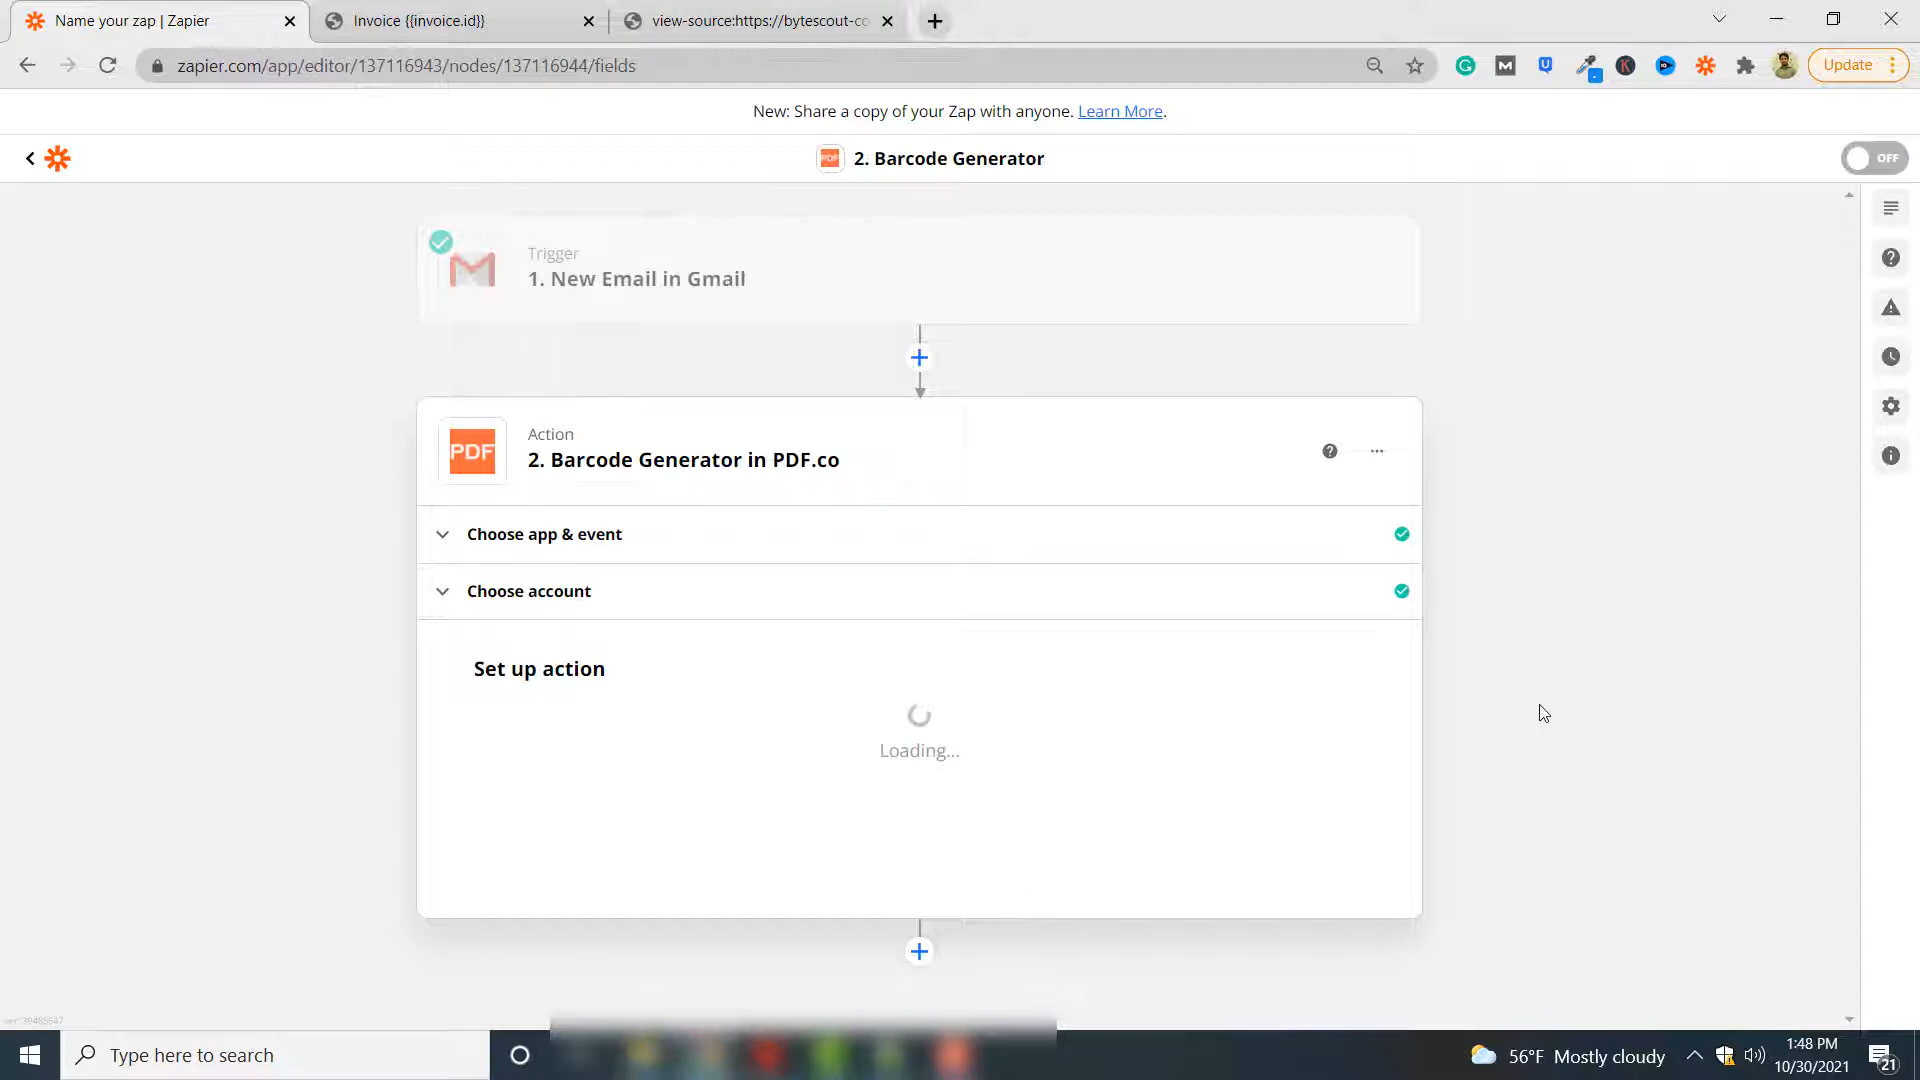 Name your zap | Zapier
Invoice {{invoice.id}}
view-source:https://bytescout-co
zapier.com/app/editor/137116943/nodes/137116944/fields
Update
New: Share a copy of your Zap with anyone. Learn More.
PDF
2. Barcode Generator
OFF
Trigger
1. New Email in Gmail
PDF
Action
2. Barcode Generator in PDF.co
Choose app & event
Choose account
Set up action
Loading...
Type here to search
56°F Mostly cloudy
1:48 PM
10/30/2021
21